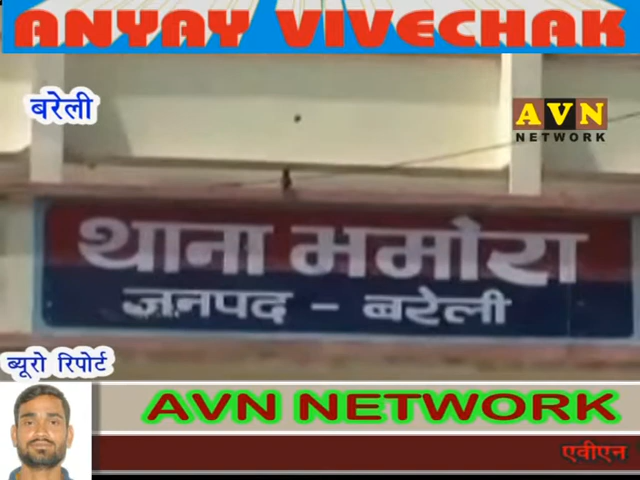 ANYAY VIVECHAK
बरेली
AVN
NETWORK
थाना भमोरा
जनपद - बरेली
ब्यूरो रिपोर्ट
AVN NETWORK
एवीएन